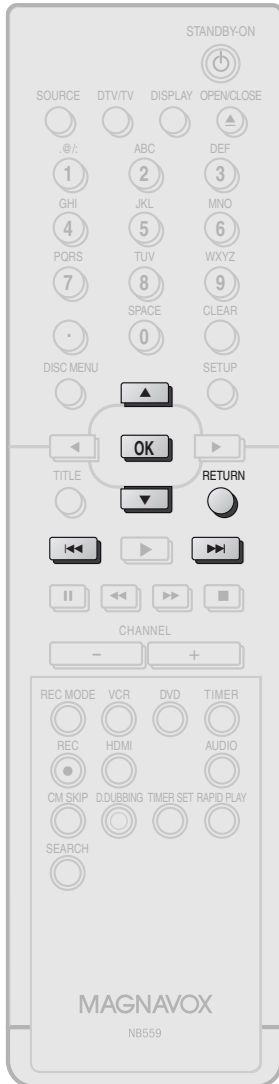 STANDBY-ON
SOURCE DTV/TV DISPLAY OPEN/CLOSE
.@/: ABC DEF
1 2 3
GHI JKL MNO
4 5 6
PQRS TUV WXYZ
7 8 9
SPACE CLEAR
· 0
DISC MENU SETUP
OK
TITLE RETURN
CHANNEL
− +
REC MODE VCR DVD TIMER
REC HDMI AUDIO
CM SKIP D.DUBBING TIMER SET RAPID PLAY
SEARCH
MAGNAVOX
NB559